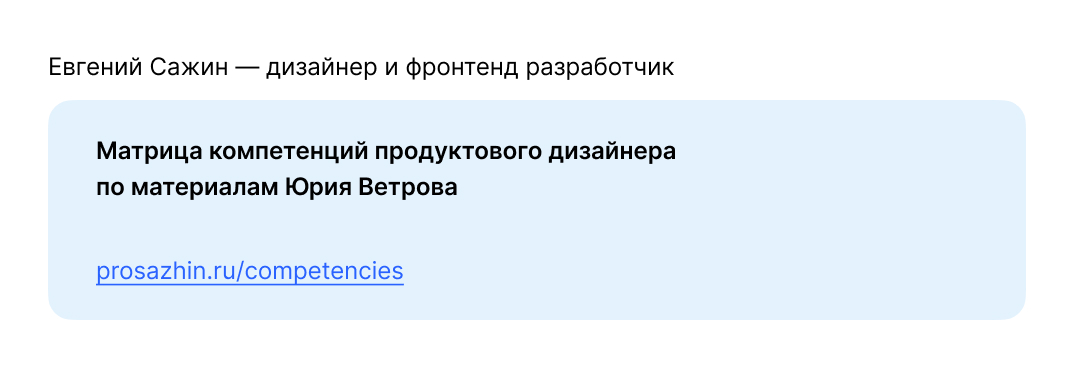 Евгений Сажин — дизайнер и фронтенд разработчик
Матрица компетенций продуктового дизайнера
по материалам Юрия Ветрова
prosazhin.ru/competencies